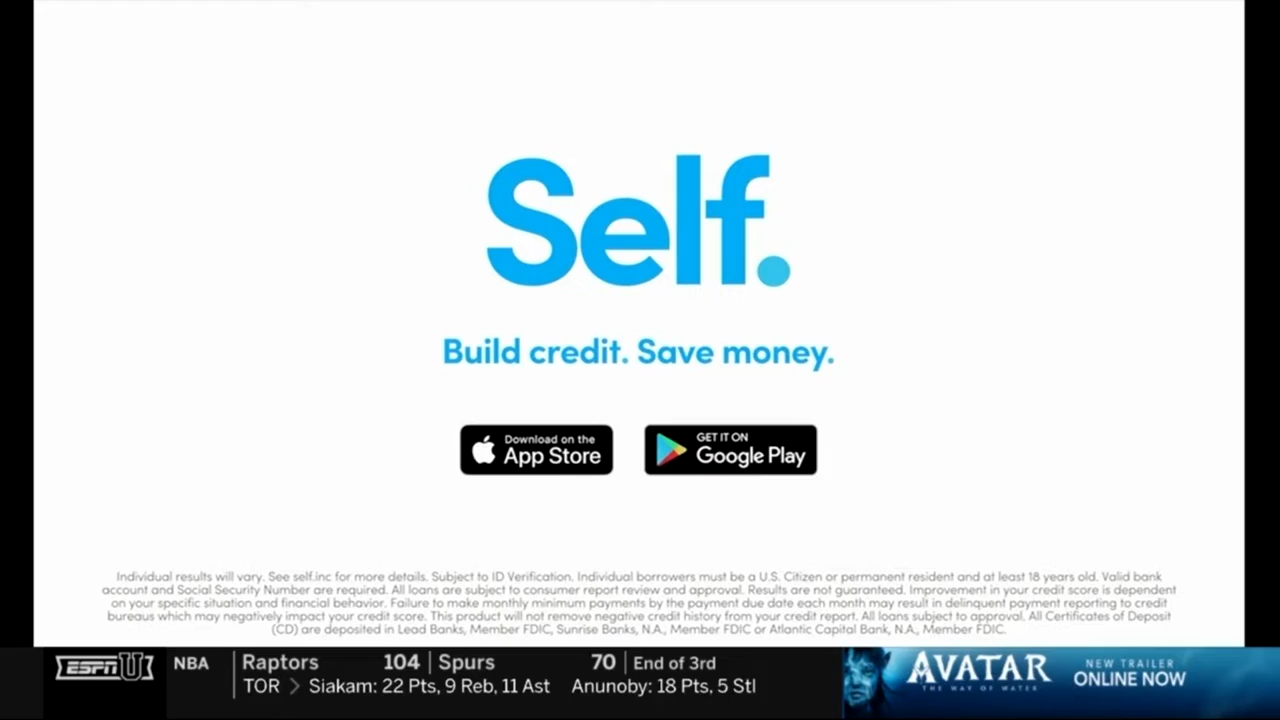 Self.
Build credit. Save money.
Download on the
App Store
GET IT ON
Google Play
Individual results will vary. See self.inc for more details. Subject to ID Verification. Individual borrowers must be a U.S. Citizen or permanent resident and at least 18 years old. Valid bank
account and Social Security Number are required. All loans are subject to consumer report review and approval. Results are not guaranteed. Improvement in your credit score is dependent
on your specific situation and financial behavior. Failure to make monthly minimum payments by the payment due date each month may result in delinquent payment reporting to credit
bureaus which may negatively impact your credit score. This product will not remove negative credit history from your credit report. All loans subject to approval. All Certificates of Deposit
(CD) are deposited in Lead Banks, Member FDIC, Sunrise Banks, N.A., Member FDIC or Atlantic Capital Bank, N.A., Member FDIC.
ESPN U
NBA
Raptors 104 Spurs 70 End of 3rd
TOR > Siakam: 22 Pts, 9 Reb, 11 Ast Anunoby: 18 Pts, 5 Stl
AVATAR
THE WAY OF WATER
NEW TRAILER
ONLINE NOW